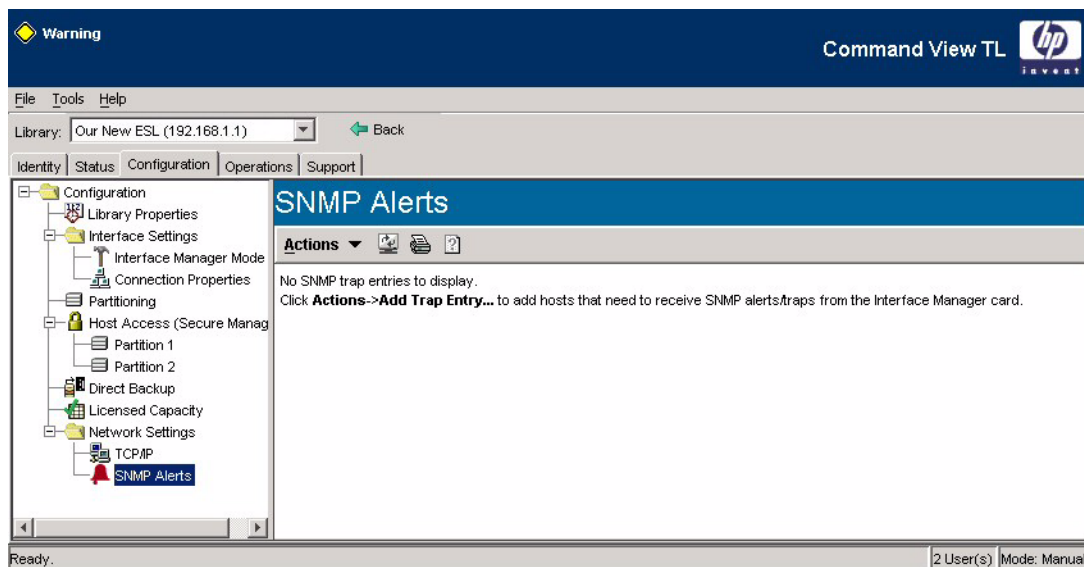 Warning
Command View TL
hp
invent
File Tools Help
Library: Our New ESL (192.168.1.1) Back
Identity Status Configuration Operations Support
Configuration
Library Properties
Interface Settings
Interface Manager Mode
Connection Properties
Partitioning
Host Access (Secure Manag
Partition 1
Partition 2
Direct Backup
Licensed Capacity
Network Settings
TCP/IP
SNMP Alerts
SNMP Alerts
Actions
No SNMP trap entries to display.
Click Actions->Add Trap Entry... to add hosts that need to receive SNMP alerts/traps from the Interface Manager card.
Ready. 2 User(s) Mode: Manual